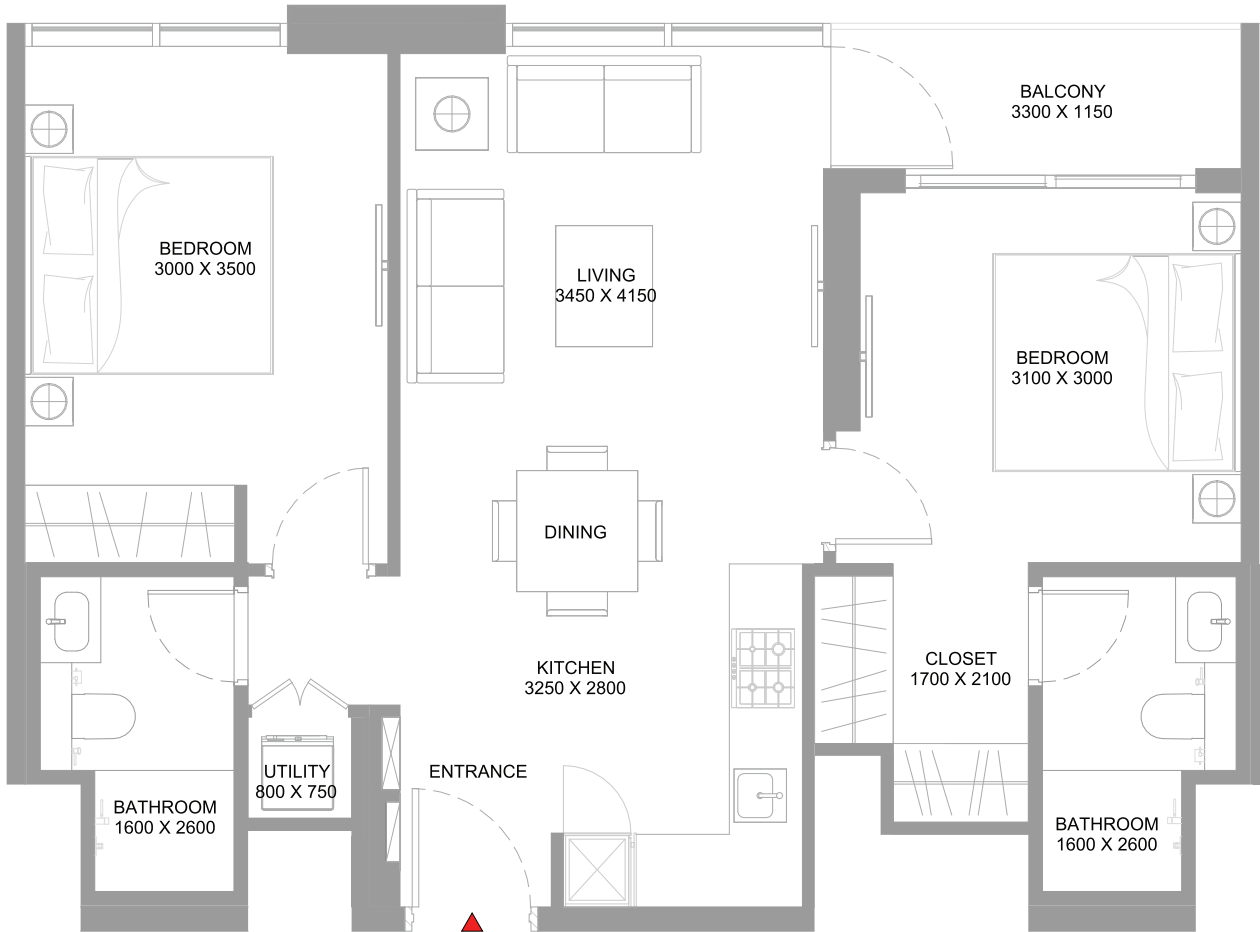 BALCONY
3300 X 1150
BEDROOM
3000 X 3500
LIVING
3450 X 4150
BEDROOM
3100 X 3000
DINING
KITCHEN
3250 X 2800
CLOSET
1700 X 2100
ENTRANCE
UTILITY
800 X 750
BATHROOM
1600 X 2600
BATHROOM
1600 X 2600